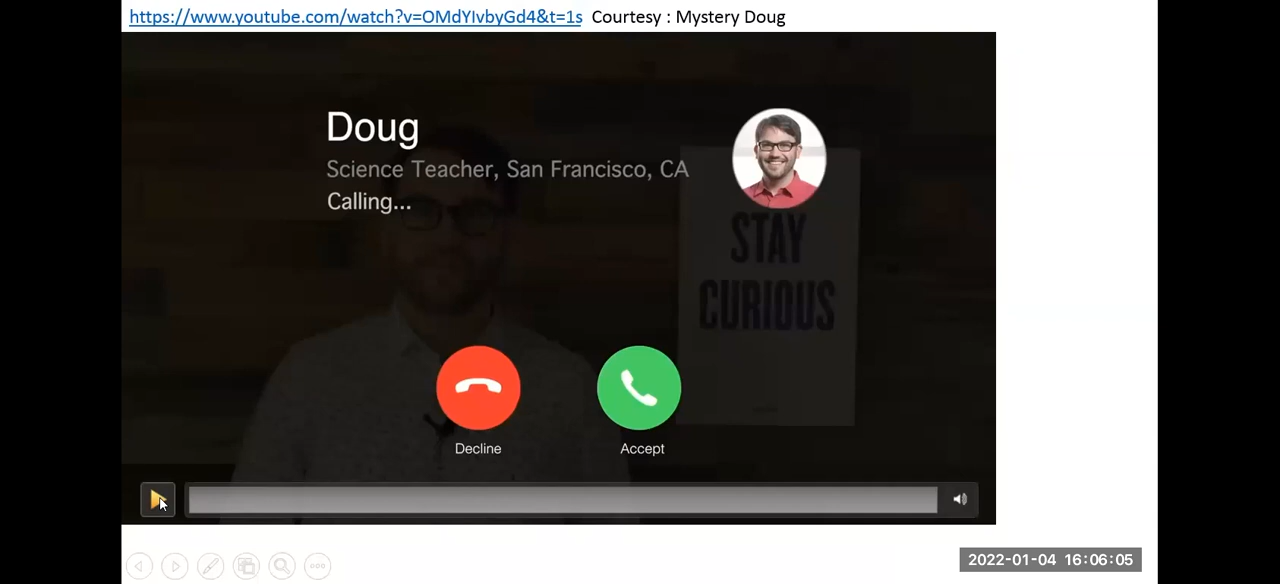 https://www.youtube.com/watch?v=OMdYIvbyGd4&t=1s Courtesy : Mystery Doug
Doug
Science Teacher, San Francisco, CA
Calling...
STAY
CURIOUS
Decline
Accept
2022-01-04 16:06:05